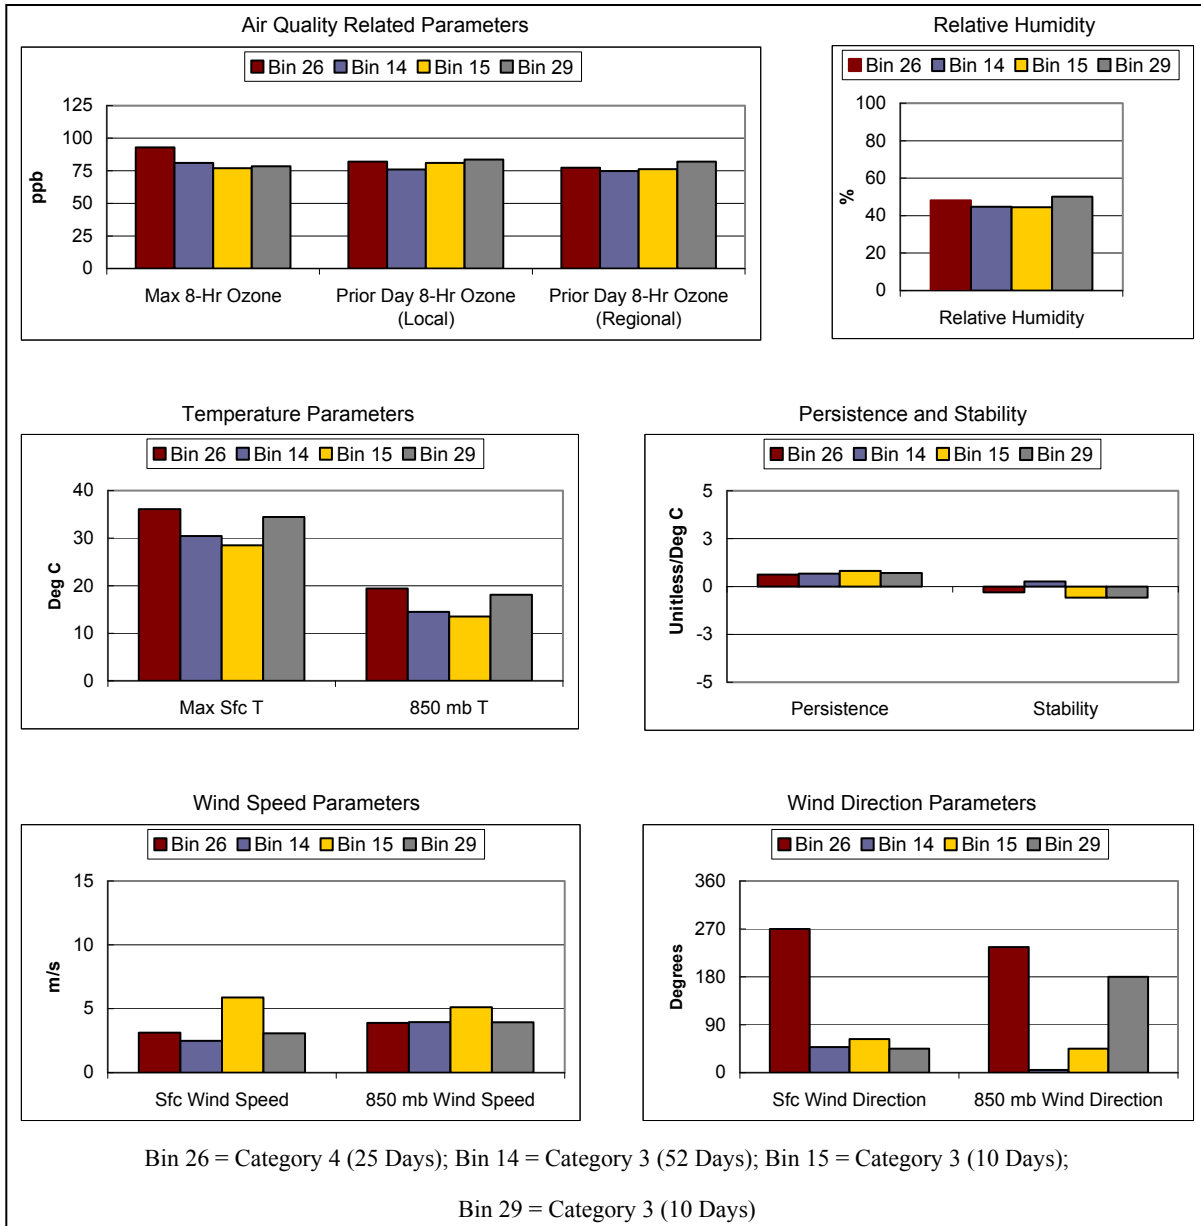 Air Quality Related Parameters
Bin 26 Bin 14 Bin 15 Bin 29
125
100
75
50
25
0
ppb
Max 8-Hr Ozone
Prior Day 8-Hr Ozone
(Local)
Prior Day 8-Hr Ozone
(Regional)
Relative Humidity
Bin 26 Bin 14 Bin 15 Bin 29
100
80
60
40
20
0
%
Relative Humidity
Temperature Parameters
Bin 26 Bin 14 Bin 15 Bin 29
40
30
20
10
0
Deg C
Max Sfc T
850 mb T
Persistence and Stability
Bin 26 Bin 14 Bin 15 Bin 29
5
3
0
-3
-5
Unitless/Deg C
Persistence
Stability
Wind Speed Parameters
Bin 26 Bin 14 Bin 15 Bin 29
15
10
5
0
m/s
Sfc Wind Speed
850 mb Wind Speed
Wind Direction Parameters
Bin 26 Bin 14 Bin 15 Bin 29
360
270
180
90
0
Degrees
Sfc Wind Direction
850 mb Wind Direction
Bin 26 = Category 4 (25 Days); Bin 14 = Category 3 (52 Days); Bin 15 = Category 3 (10 Days);
Bin 29 = Category 3 (10 Days)